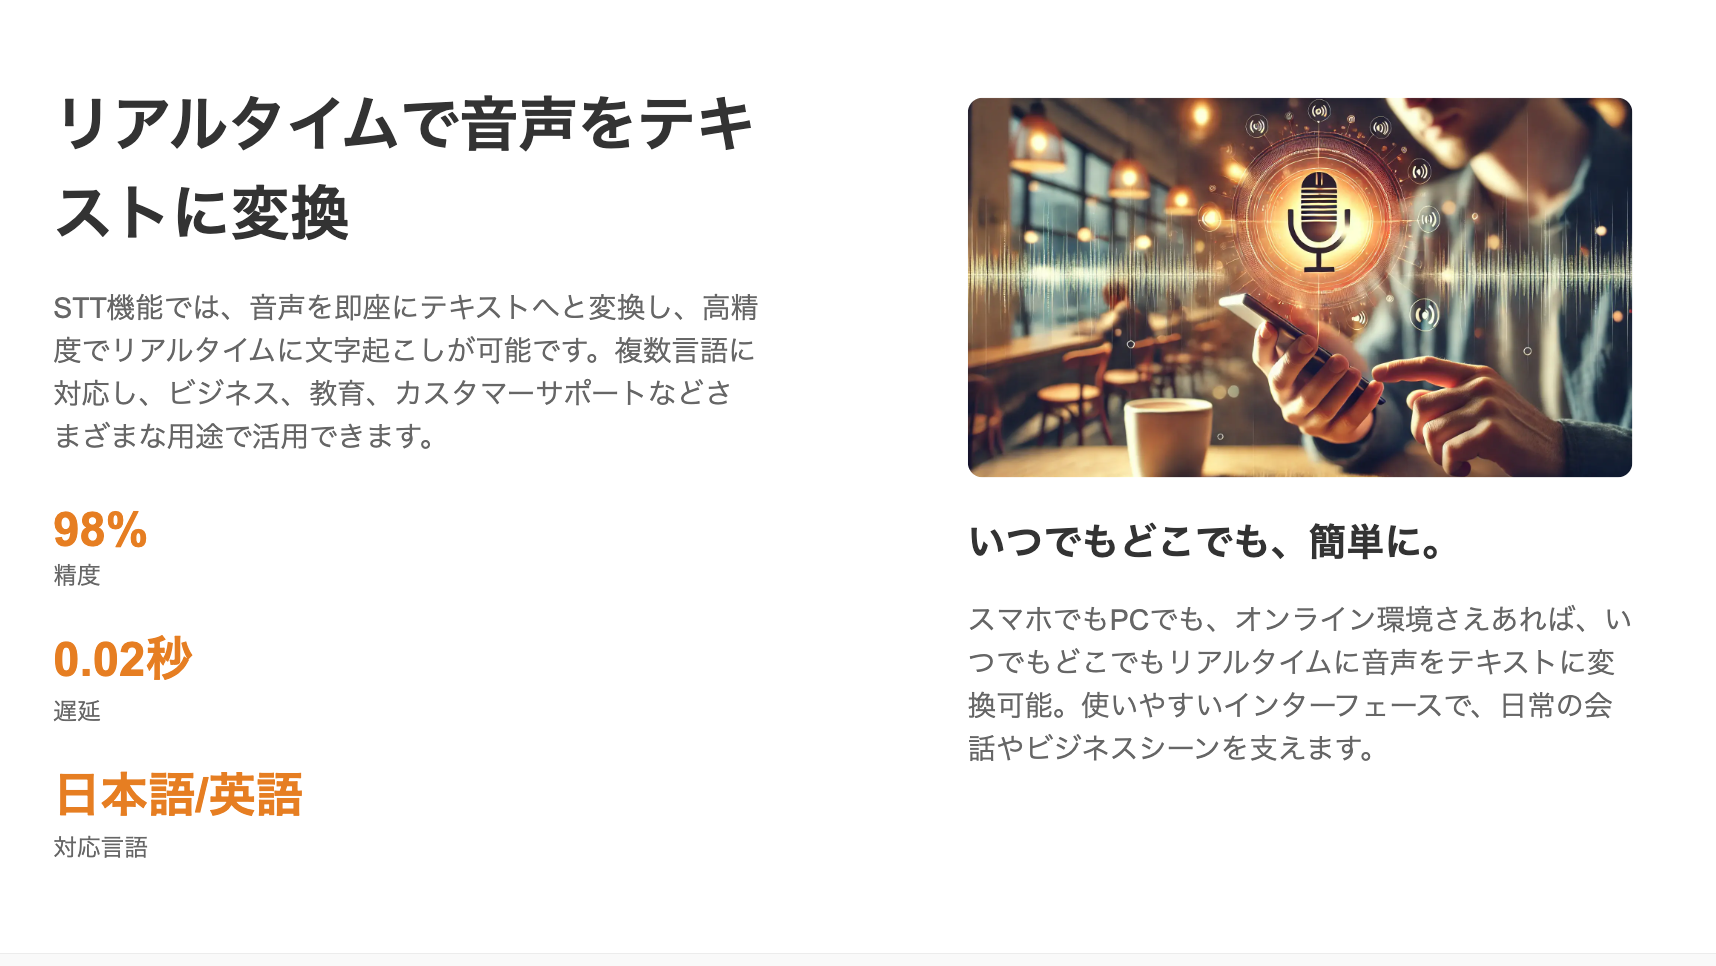 リアルタイムで音声をテキ
ストに変換
STT機能では、音声を即座にテキストへと変換し、高精
度でリアルタイムに文字起こしが可能です。複数言語に
対応し、ビジネス、教育、カスタマーサポートなどさ
まざまな用途で活用できます。
98%
精度
0.02秒
遅延
日本語/英語
対応言語
いつでもどこでも、簡単に。
スマホでもPCでも、オンライン環境さえあれば、い
つでもどこでもリアルタイムに音声をテキストに変
換可能。使いやすいインターフェースで、日常の会
話やビジネスシーンを支えます。